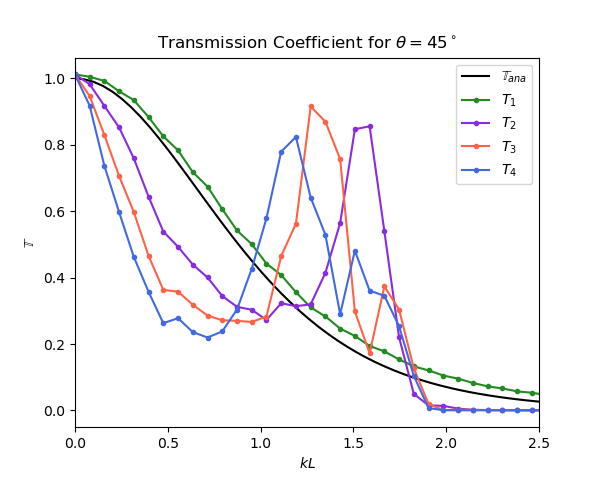 Transmission Coefficient for θ = 45°
𝕋
1.0
0.8
0.6
0.4
0.2
0.0
𝕋ana
T1
T2
T3
T4
0.0 0.5 1.0 1.5 2.0 2.5
kL